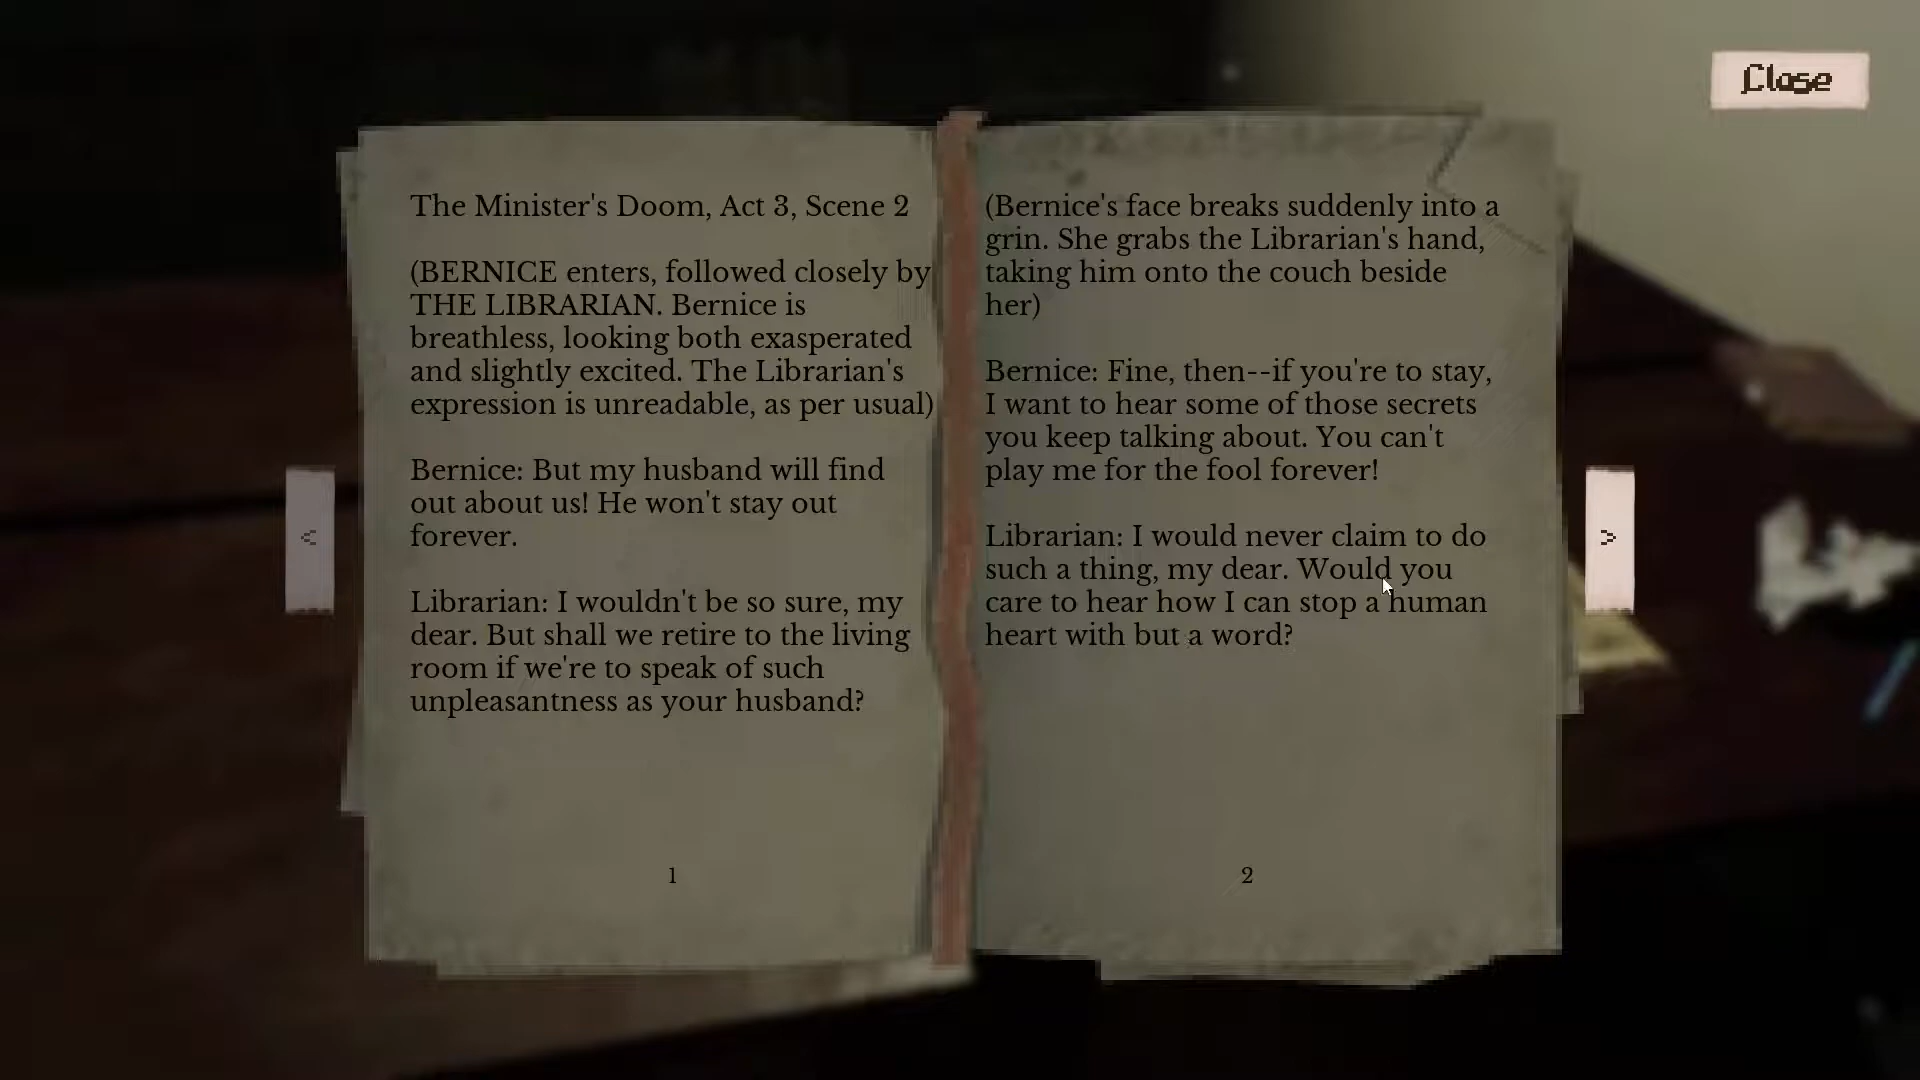 Close
The Minister's Doom, Act 3, Scene 2
(BERNICE enters, followed closely by
THE LIBRARIAN. Bernice is
breathless, looking both exasperated
and slightly excited. The Librarian's
expression is unreadable, as per usual)
Bernice: But my husband will find
out about us! He won't stay out
forever.
Librarian: I wouldn't be so sure, my
dear. But shall we retire to the living
room if we're to speak of such
unpleasantness as your husband?
1
(Bernice's face breaks suddenly into a
grin. She grabs the Librarian's hand,
taking him onto the couch beside
her)
Bernice: Fine, then--if you're to stay,
I want to hear some of those secrets
you keep talking about. You can't
play me for the fool forever!
Librarian: I would never claim to do
such a thing, my dear. Would you
care to hear how I can stop a human
heart with but a word?
2
<
>